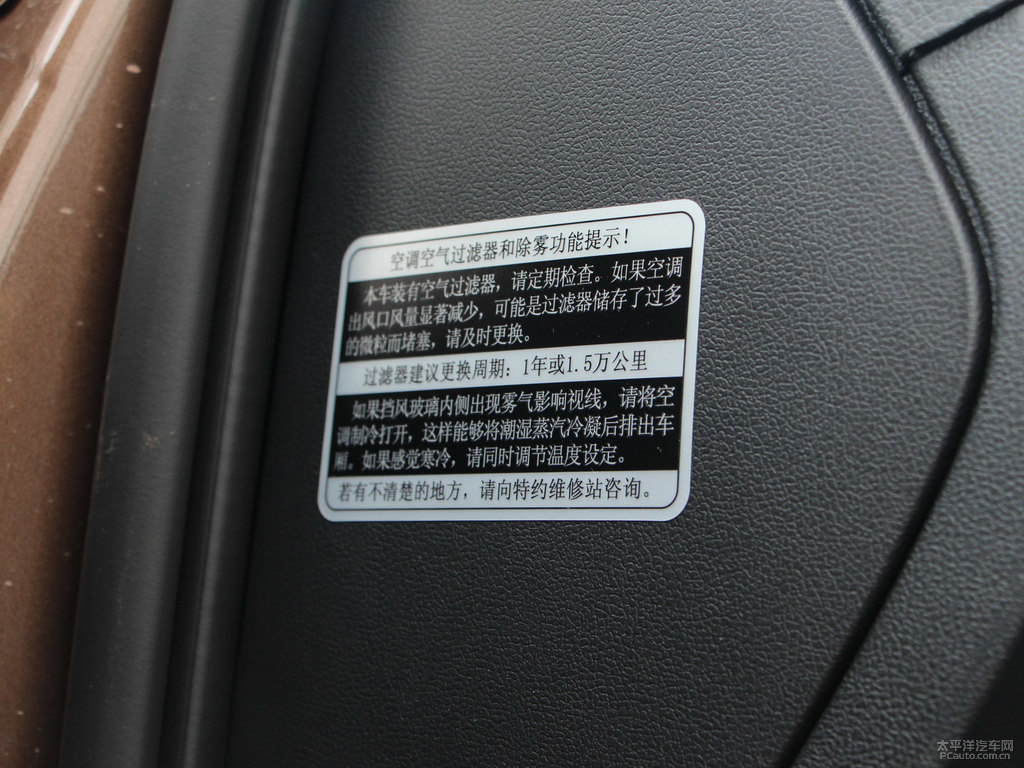 空调空气过滤器和除雾功能提示!
本车装有空气过滤器，请定期检查。如果空调
出风口风量显著减少，可能是过滤器储存了过多
的微粒而堵塞，请及时更换。
过滤器建议更换周期：1年或1.5万公里
如果挡风玻璃内侧出现雾气影响视线，请将空
调制冷打开，这样能够将潮湿蒸汽冷凝后排出车
厢。如果感觉寒冷，请同时调节温度设定。
若有不清楚的地方，请向特约维修站咨询。
太平洋汽车网
PCauto.com.cn